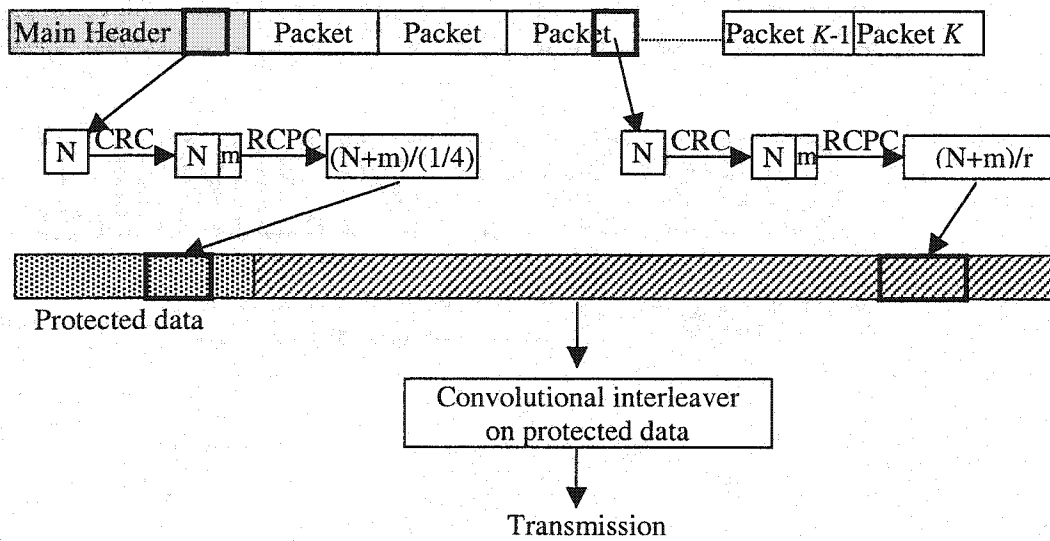 Main Header Packet Packet Packet Packet K-1 Packet K
N CRC N m RCPC (N+m)/(1/4) N CRC N m RCPC (N+m)/r
Protected data
Convolutional interleaver
on protected data
Transmission